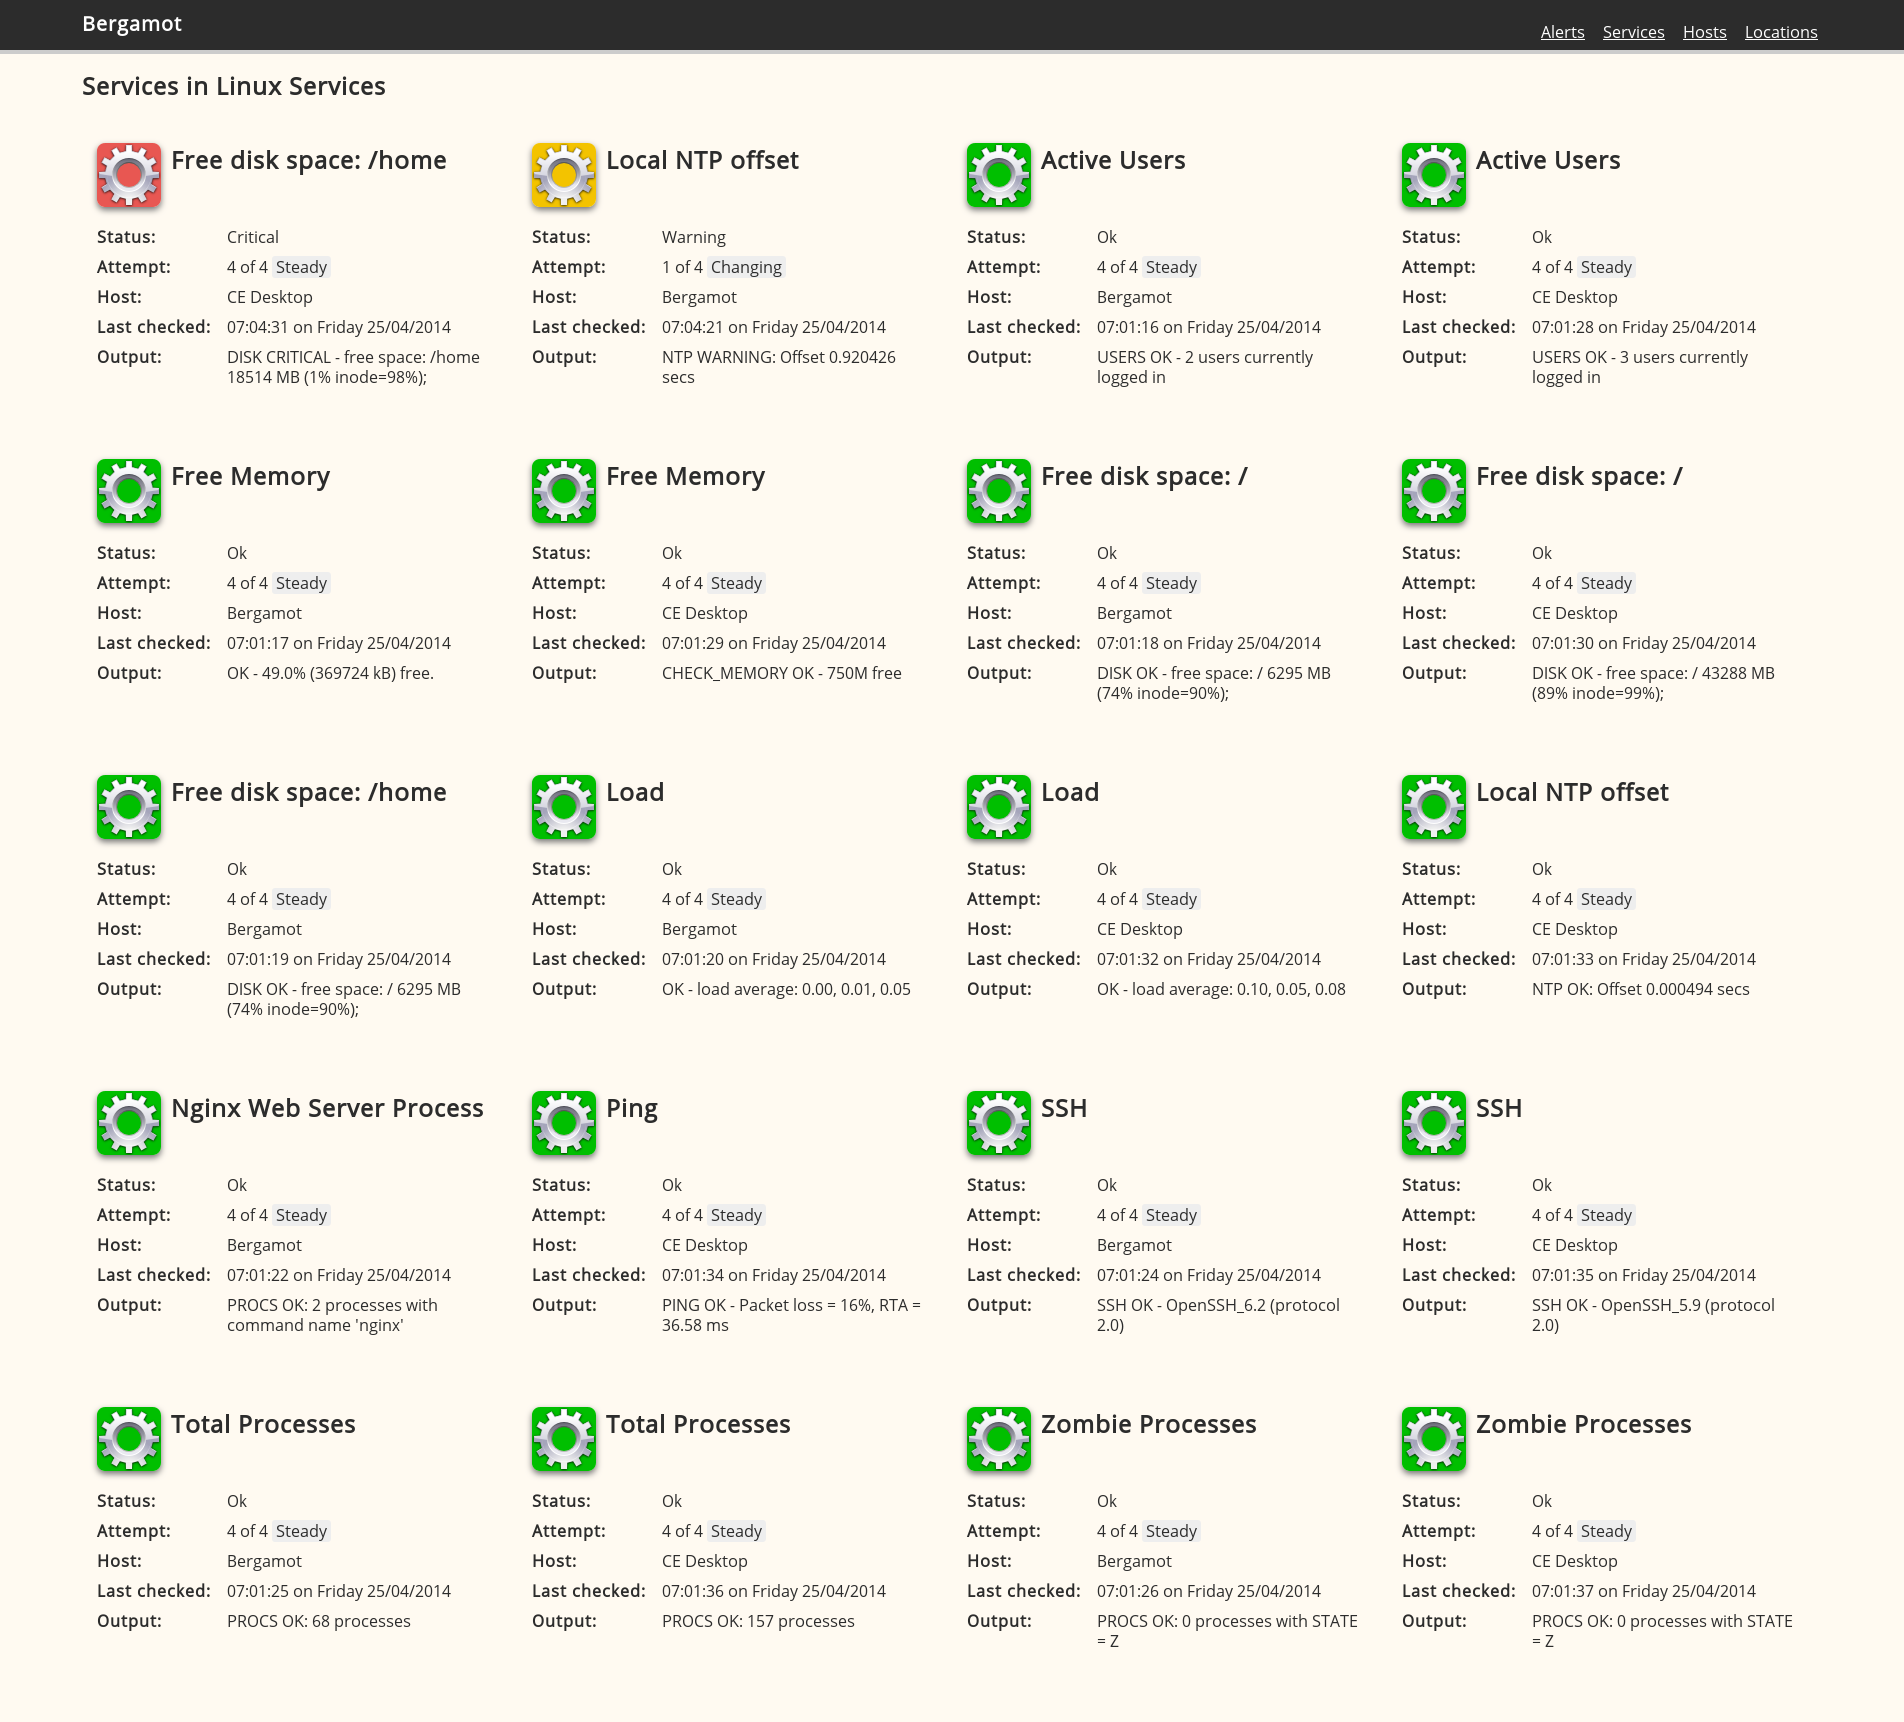 Bergamot
Alerts Services Hosts Locations
Services in Linux Services
Free disk space: /home
Status: Critical
Attempt: 4 of 4 Steady
Host: CE Desktop
Last checked: 07:04:31 on Friday 25/04/2014
Output: DISK CRITICAL - free space: /home
18514 MB (1% inode=98%);
Local NTP offset
Status: Warning
Attempt: 1 of 4 Changing
Host: Bergamot
Last checked: 07:04:21 on Friday 25/04/2014
Output: NTP WARNING: Offset 0.920426
secs
Active Users
Status: Ok
Attempt: 4 of 4 Steady
Host: Bergamot
Last checked: 07:01:16 on Friday 25/04/2014
Output: USERS OK - 2 users currently
logged in
Active Users
Status: Ok
Attempt: 4 of 4 Steady
Host: CE Desktop
Last checked: 07:01:28 on Friday 25/04/2014
Output: USERS OK - 3 users currently
logged in
Free Memory
Status: Ok
Attempt: 4 of 4 Steady
Host: Bergamot
Last checked: 07:01:17 on Friday 25/04/2014
Output: OK - 49.0% (369724 kB) free.
Free Memory
Status: Ok
Attempt: 4 of 4 Steady
Host: CE Desktop
Last checked: 07:01:29 on Friday 25/04/2014
Output: CHECK_MEMORY OK - 750M free
Free disk space: /
Status: Ok
Attempt: 4 of 4 Steady
Host: Bergamot
Last checked: 07:01:18 on Friday 25/04/2014
Output: DISK OK - free space: / 6295 MB
(74% inode=90%);
Free disk space: /
Status: Ok
Attempt: 4 of 4 Steady
Host: CE Desktop
Last checked: 07:01:30 on Friday 25/04/2014
Output: DISK OK - free space: / 43288 MB
(89% inode=99%);
Free disk space: /home
Status: Ok
Attempt: 4 of 4 Steady
Host: Bergamot
Last checked: 07:01:19 on Friday 25/04/2014
Output: DISK OK - free space: / 6295 MB
(74% inode=90%);
Load
Status: Ok
Attempt: 4 of 4 Steady
Host: Bergamot
Last checked: 07:01:20 on Friday 25/04/2014
Output: OK - load average: 0.00, 0.01, 0.05
Load
Status: Ok
Attempt: 4 of 4 Steady
Host: CE Desktop
Last checked: 07:01:32 on Friday 25/04/2014
Output: OK - load average: 0.10, 0.05, 0.08
Local NTP offset
Status: Ok
Attempt: 4 of 4 Steady
Host: CE Desktop
Last checked: 07:01:33 on Friday 25/04/2014
Output: NTP OK: Offset 0.000494 secs
Nginx Web Server Process
Status: Ok
Attempt: 4 of 4 Steady
Host: Bergamot
Last checked: 07:01:22 on Friday 25/04/2014
Output: PROCS OK: 2 processes with
command name 'nginx'
Ping
Status: Ok
Attempt: 4 of 4 Steady
Host: CE Desktop
Last checked: 07:01:34 on Friday 25/04/2014
Output: PING OK - Packet loss = 16%, RTA =
36.58 ms
SSH
Status: Ok
Attempt: 4 of 4 Steady
Host: Bergamot
Last checked: 07:01:24 on Friday 25/04/2014
Output: SSH OK - OpenSSH_6.2 (protocol
2.0)
SSH
Status: Ok
Attempt: 4 of 4 Steady
Host: CE Desktop
Last checked: 07:01:35 on Friday 25/04/2014
Output: SSH OK - OpenSSH_5.9 (protocol
2.0)
Total Processes
Status: Ok
Attempt: 4 of 4 Steady
Host: Bergamot
Last checked: 07:01:25 on Friday 25/04/2014
Output: PROCS OK: 68 processes
Total Processes
Status: Ok
Attempt: 4 of 4 Steady
Host: CE Desktop
Last checked: 07:01:36 on Friday 25/04/2014
Output: PROCS OK: 157 processes
Zombie Processes
Status: Ok
Attempt: 4 of 4 Steady
Host: Bergamot
Last checked: 07:01:26 on Friday 25/04/2014
Output: PROCS OK: 0 processes with STATE
= Z
Zombie Processes
Status: Ok
Attempt: 4 of 4 Steady
Host: CE Desktop
Last checked: 07:01:37 on Friday 25/04/2014
Output: PROCS OK: 0 processes with STATE
= Z